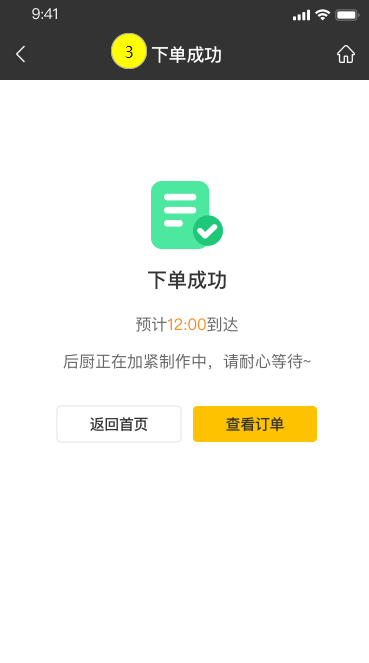 9:41
3 下单成功
下单成功
预计12:00到达
后厨正在加紧制作中，请耐心等待~
返回首页 查看订单